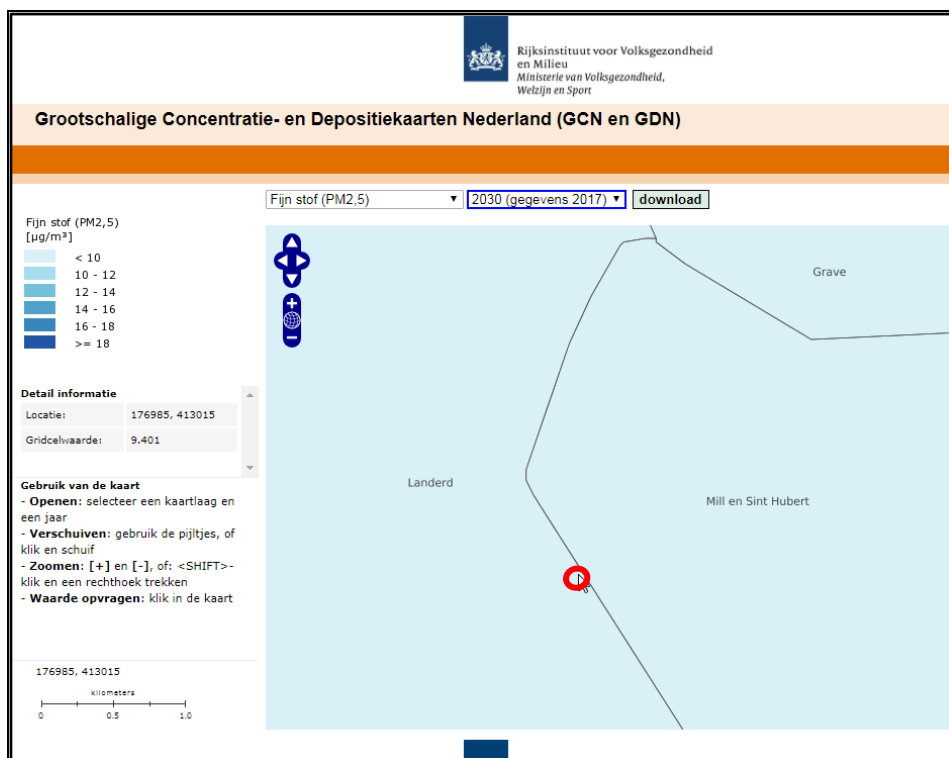 Rijksinstituut voor Volksgezondheid
en Milieu
Ministerie van Volksgezondheid,
Welzijn en Sport
Grootschalige Concentratie- en Depositiekaarten Nederland (GCN en GDN)
Fijn stof (PM2,5)
2030 (gegevens 2017)
download
Fijn stof (PM2,5)
[µg/m³]
< 10
10 - 12
12 - 14
14 - 16
16 - 18
>= 18
Detail informatie
Locatie: 176985, 413015
Gridcelwaarde: 9.401
Gebruik van de kaart
- Openen: selecteer een kaartlaag en
een jaar
- Verschuiven: gebruik de pijltjes, of
klik en schuif
- Zoomen: [+] en [-], of: <SHIFT>-
klik en een rechthoek trekken
- Waarde opvragen: klik in de kaart
176985, 413015
kilometers
0 0.5 1.0
Grave
Landerd
Mill en Sint Hubert